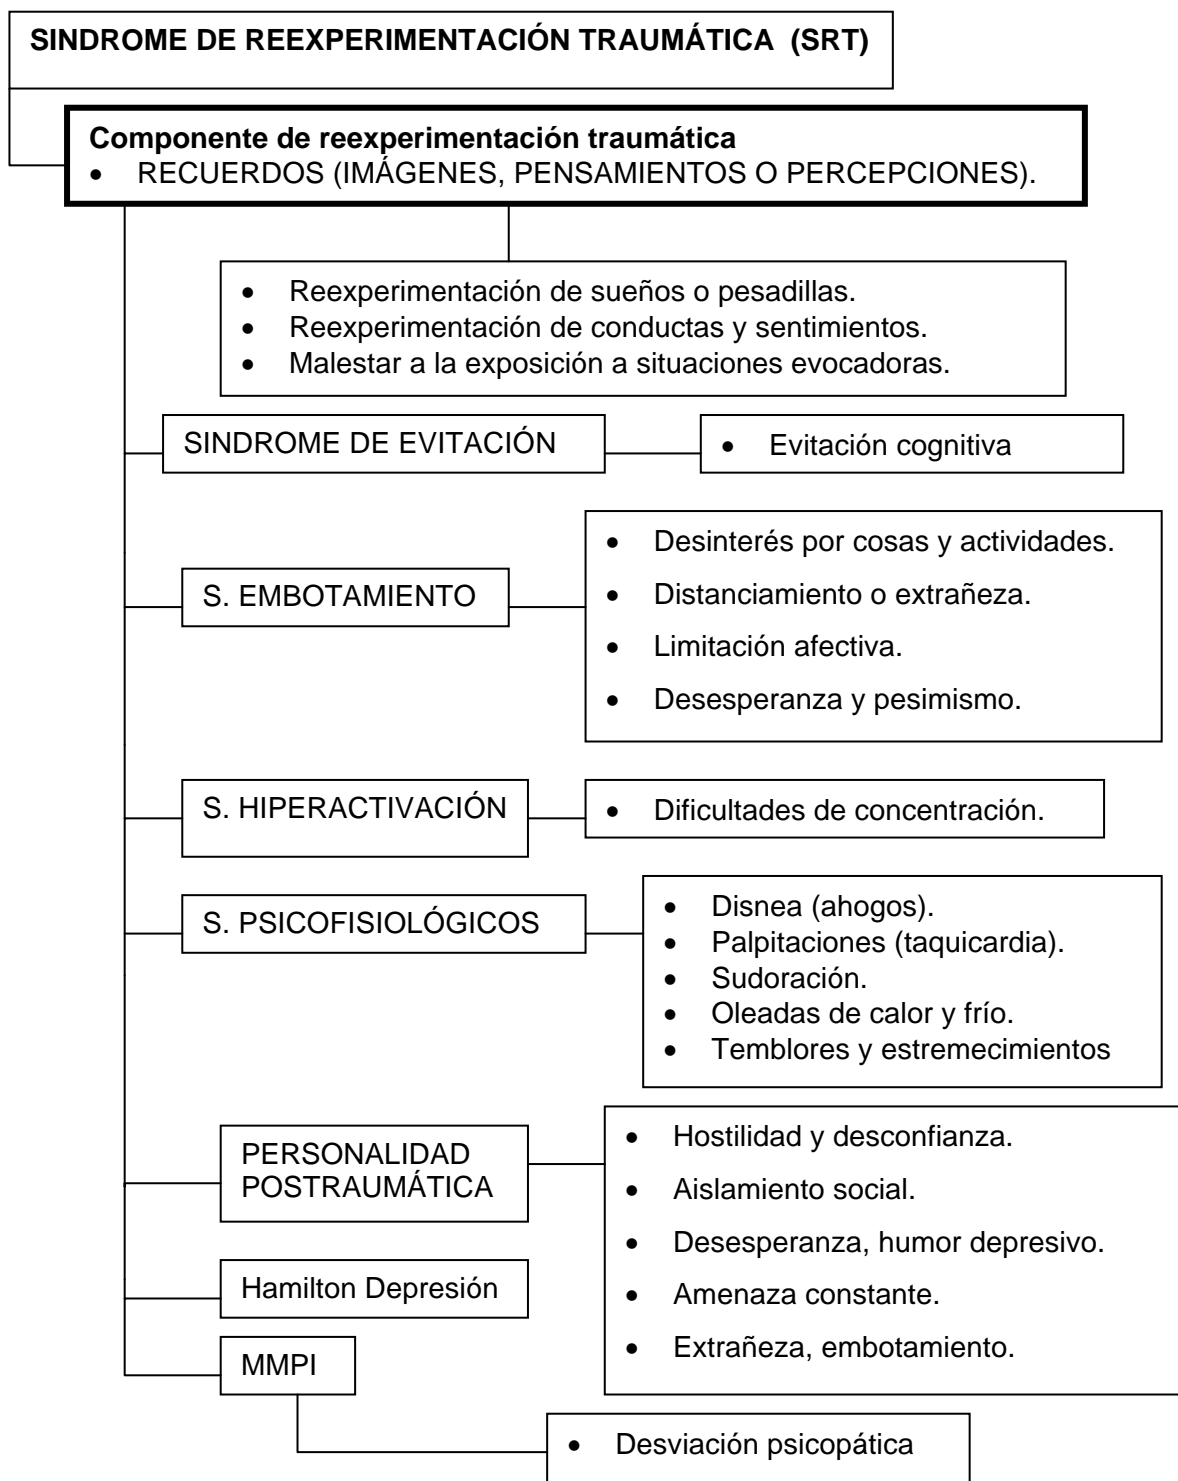 SINDROME DE REEXPERIMENTACIÓN TRAUMÁTICA (SRT)
Componente de reexperimentación traumática
• RECUERDOS (IMÁGENES, PENSAMIENTOS O PERCEPCIONES).
• Reexperimentación de sueños o pesadillas.
• Reexperimentación de conductas y sentimientos.
• Malestar a la exposición a situaciones evocadoras.
SINDROME DE EVITACIÓN
• Evitación cognitiva
S. EMBOTAMIENTO
• Desinterés por cosas y actividades.
• Distanciamiento o extrañeza.
• Limitación afectiva.
• Desesperanza y pesimismo.
S. HIPERACTIVACIÓN
• Dificultades de concentración.
S. PSICOFISIOLÓGICOS
• Disnea (ahogos).
• Palpitaciones (taquicardia).
• Sudoración.
• Oleadas de calor y frío.
• Temblores y estremecimientos
PERSONALIDAD
POSTRAUMÁTICA
• Hostilidad y desconfianza.
• Aislamiento social.
• Desesperanza, humor depresivo.
• Amenaza constante.
• Extrañeza, embotamiento.
Hamilton Depresión
MMPI
• Desviación psicopática